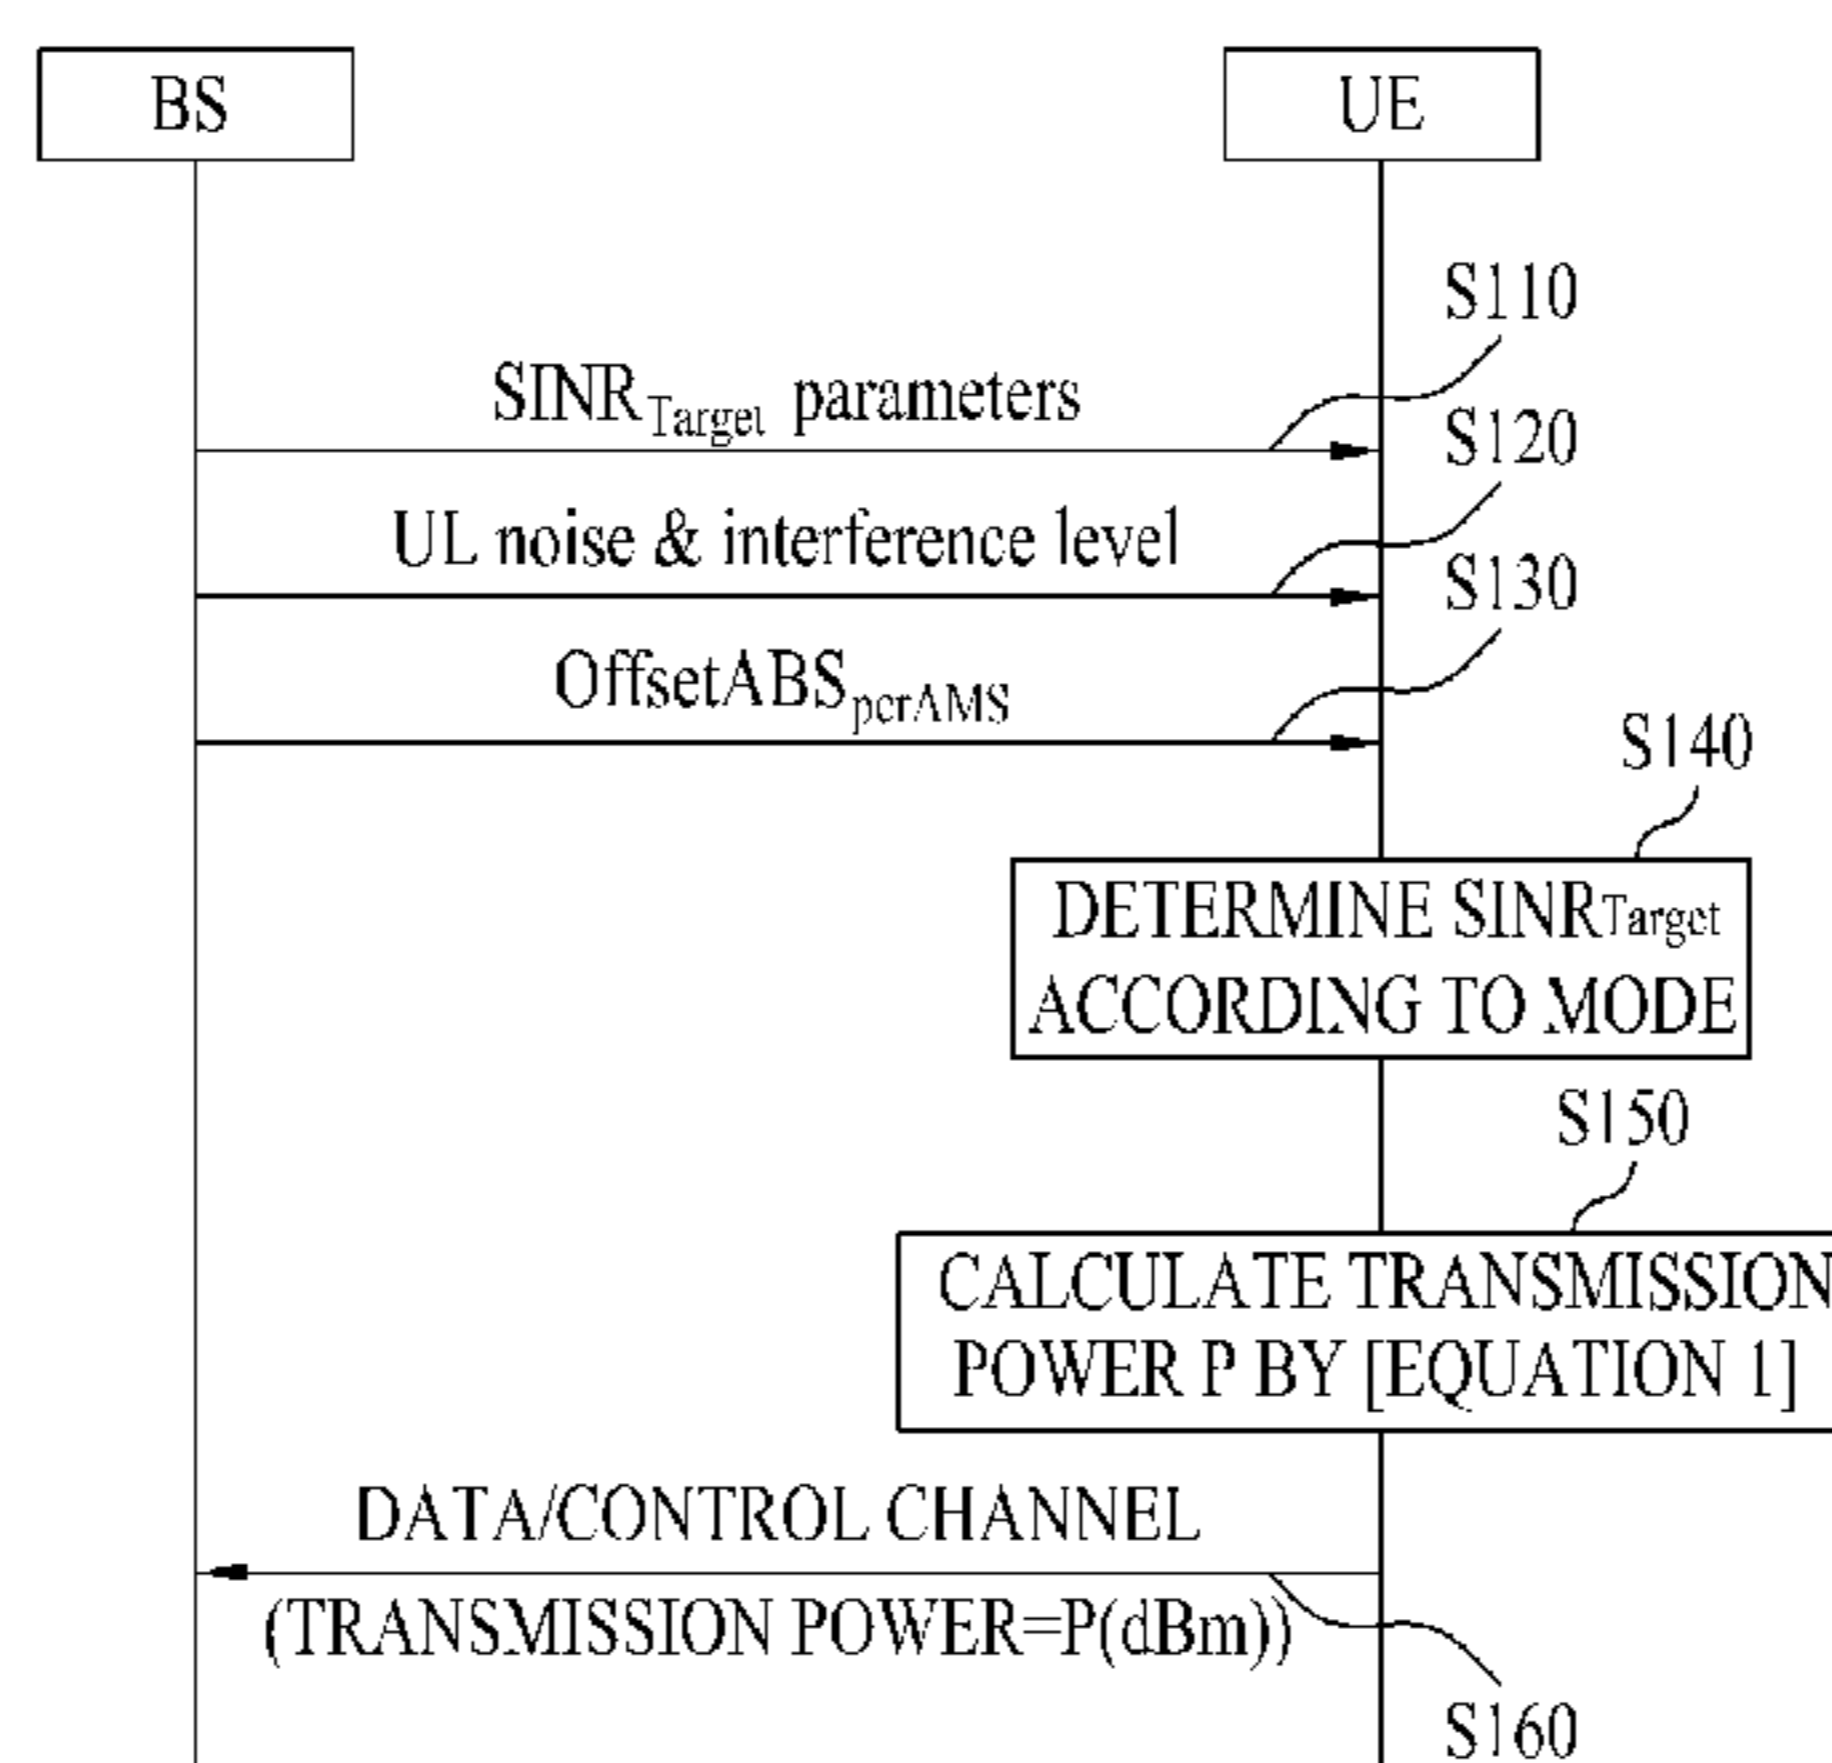 BS
UE
S110
SINRTarget parameters
S120
UL noise & interference level
S130
OffsetABSperAMS
S140
DETERMINE SINRTarget
ACCORDING TO MODE
S150
CALCULATE TRANSMISSION
POWER P BY [EQUATION 1]
DATA/CONTROL CHANNEL
(TRANSMISSION POWER=P(dBm))
S160